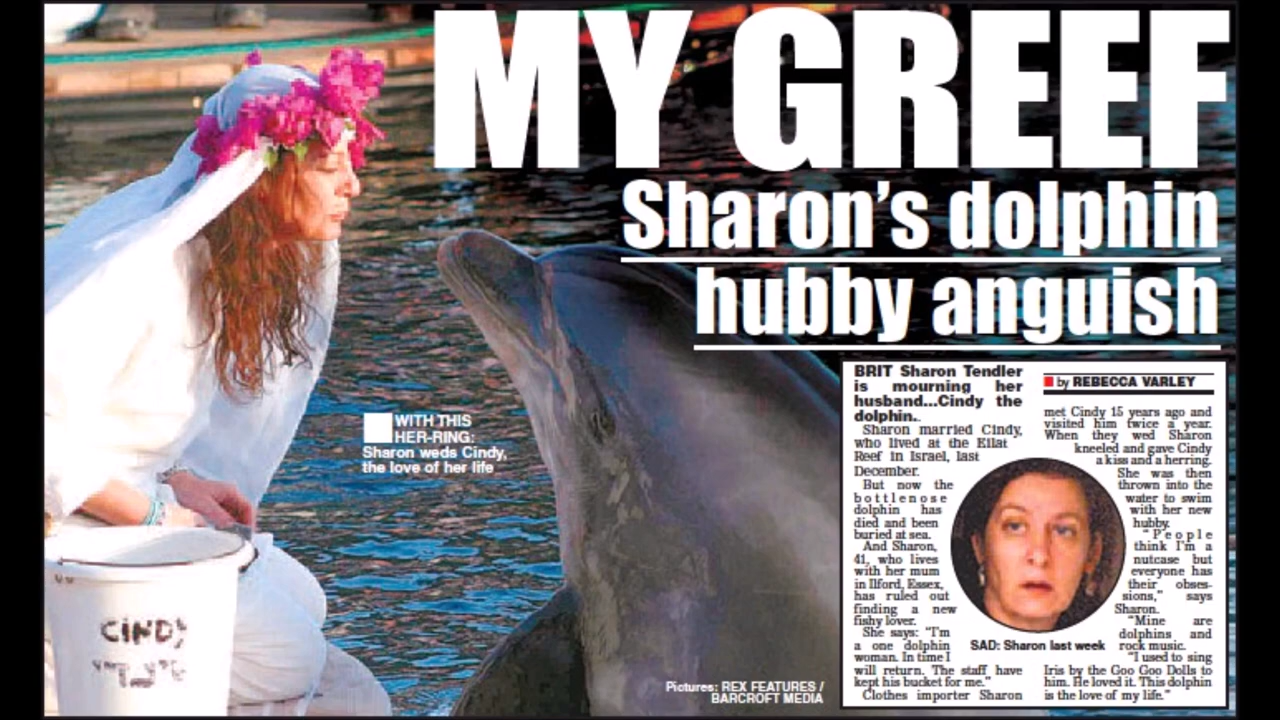 MY GREEF
Sharon's dolphin
hubby anguish
WITH THIS
HER-RING:
Sharon weds Cindy,
the love of her life
CINDY
Pictures: REX FEATURES /
BARCROFT MEDIA
BRIT Sharon Tendler
is mourning her
husband...Cindy the
dolphin..
Sharon married Cindy,
who lived at the Eilat
Reef in Israel, last
December.
But now the
bottlenose
dolphin has
died and been
buried at sea.
And Sharon,
41, who lives
with her mum
in Ilford, Essex,
has ruled out
finding a new
fishy lover.
She says: "I'm
a one dolphin
woman. In time I
will return. The staff have
kept his bucket for me."
Clothes importer Sharon
by REBECCA VARLEY
met Cindy 15 years ago and
visited him twice a year.
When they wed Sharon
kneeled and gave Cindy
a kiss and a herring.
She was then
thrown into the
water to swim
with her new
hubby.
"People
think I'm a
nutcase but
everyone has
their obses-
sions," says
Sharon.
"Mine are
dolphins and
rock music.
"I used to sing
Iris by the Goo Goo Dolls to
him. He loved it. This dolphin
is the love of my life."
SAD: Sharon last week